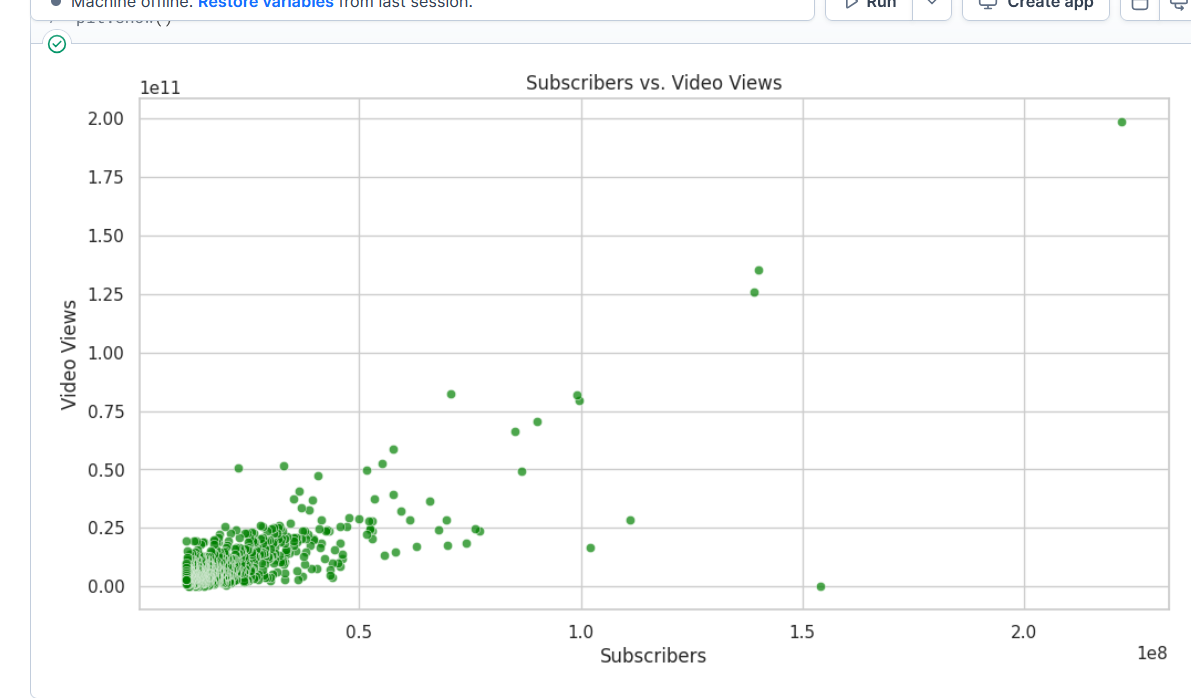 Machine offline. Restore variables from last session.
Run
Create app
plt.show()
Subscribers vs. Video Views
1e11
2.00
1.75
1.50
1.25
1.00
0.75
0.50
0.25
0.00
Video Views
0.5
1.0
1.5
2.0
1e8
Subscribers